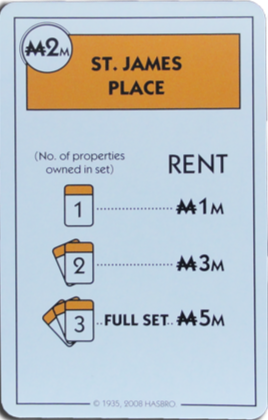 ₩2M
ST. JAMES
PLACE
(No. of properties
owned in set)
RENT
1 ₩1M
2 ₩3M
3 FULL SET ₩5M
© 1935, 2008 HASBRO